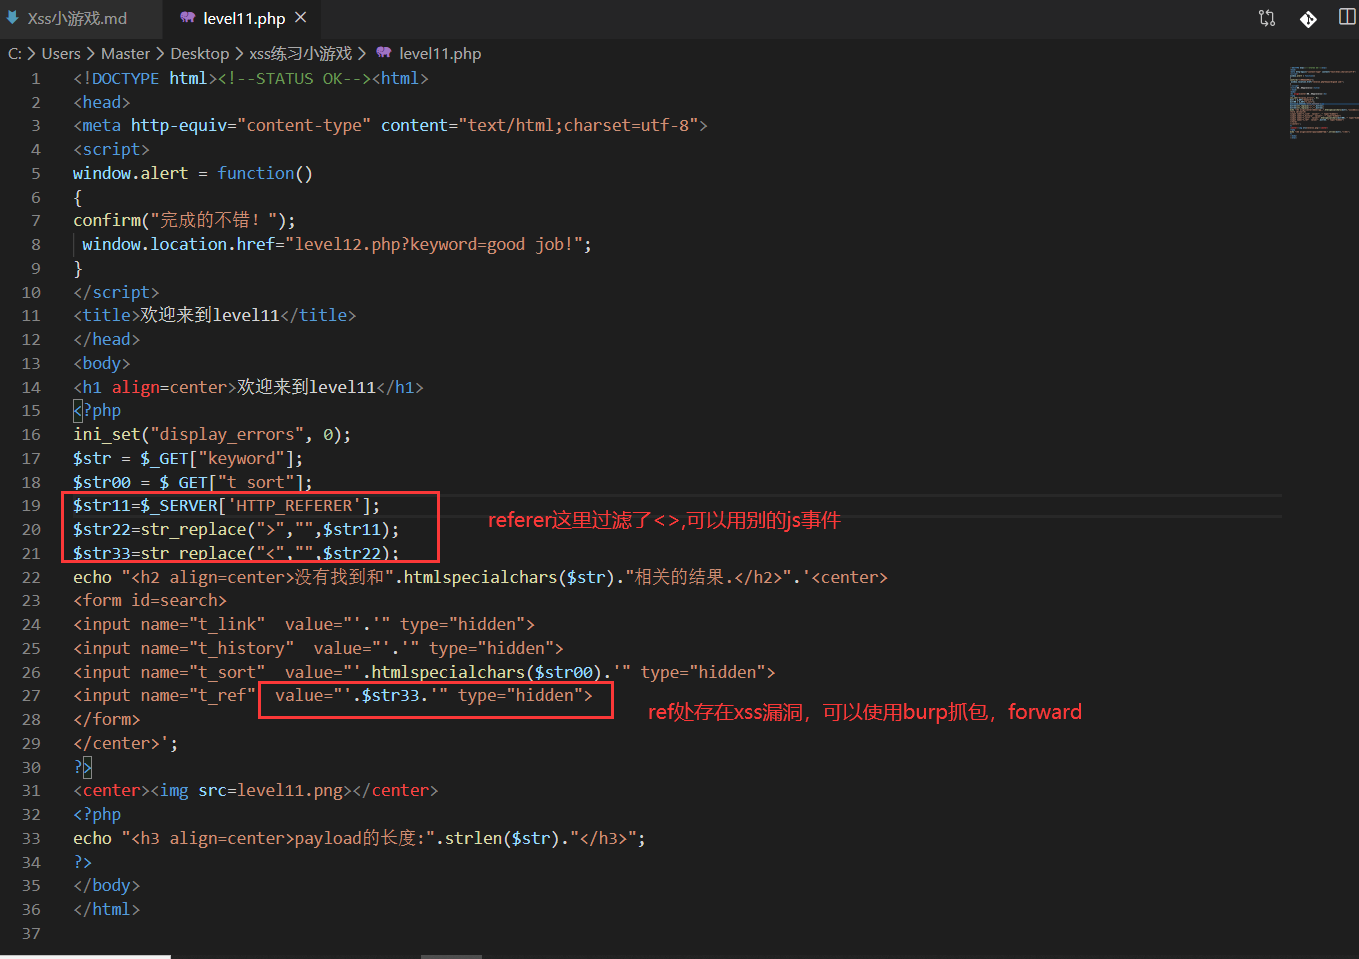 Xss小游戏.md level11.php
C: > Users > Master > Desktop > xss练习小游戏 > level11.php
1 <!DOCTYPE html><!--STATUS OK--><html>
2 <head>
3 <meta http-equiv="content-type" content="text/html;charset=utf-8">
4 <script>
5 window.alert = function()
6 {
7 confirm("完成的不错！");
8 window.location.href="level12.php?keyword=good job!";
9 }
10 </script>
11 <title>欢迎来到level11</title>
12 </head>
13 <body>
14 <h1 align=center>欢迎来到level11</h1>
15 <?php
16 ini_set("display_errors", 0);
17 $str = $_GET["keyword"];
18 $str00 = $_GET["t_sort"];
19 $str11=$_SERVER['HTTP_REFERER'];
20 $str22=str_replace(">","",$str11);
referer这里过滤了<>,可以用别的js事件
21 $str33=str_replace("<","",$str22);
22 echo "<h2 align=center>没有找到和".htmlspecialchars($str)."相关的结果.</h2>".'<center>
23 <form id=search>
24 <input name="t_link"  value="'.'" type="hidden">
25 <input name="t_history"  value="'.'" type="hidden">
26 <input name="t_sort"  value="'.htmlspecialchars($str00).'" type="hidden">
27 <input name="t_ref"  value="'.$str33.'" type="hidden">
ref处存在xss漏洞，可以使用burp抓包，forward
28 </form>
29 </center>';
30 ?>
31 <center><img src=level11.png></center>
32 <?php
33 echo "<h3 align=center>payload的长度:".strlen($str)."</h3>";
34 ?>
35 </body>
36 </html>
37